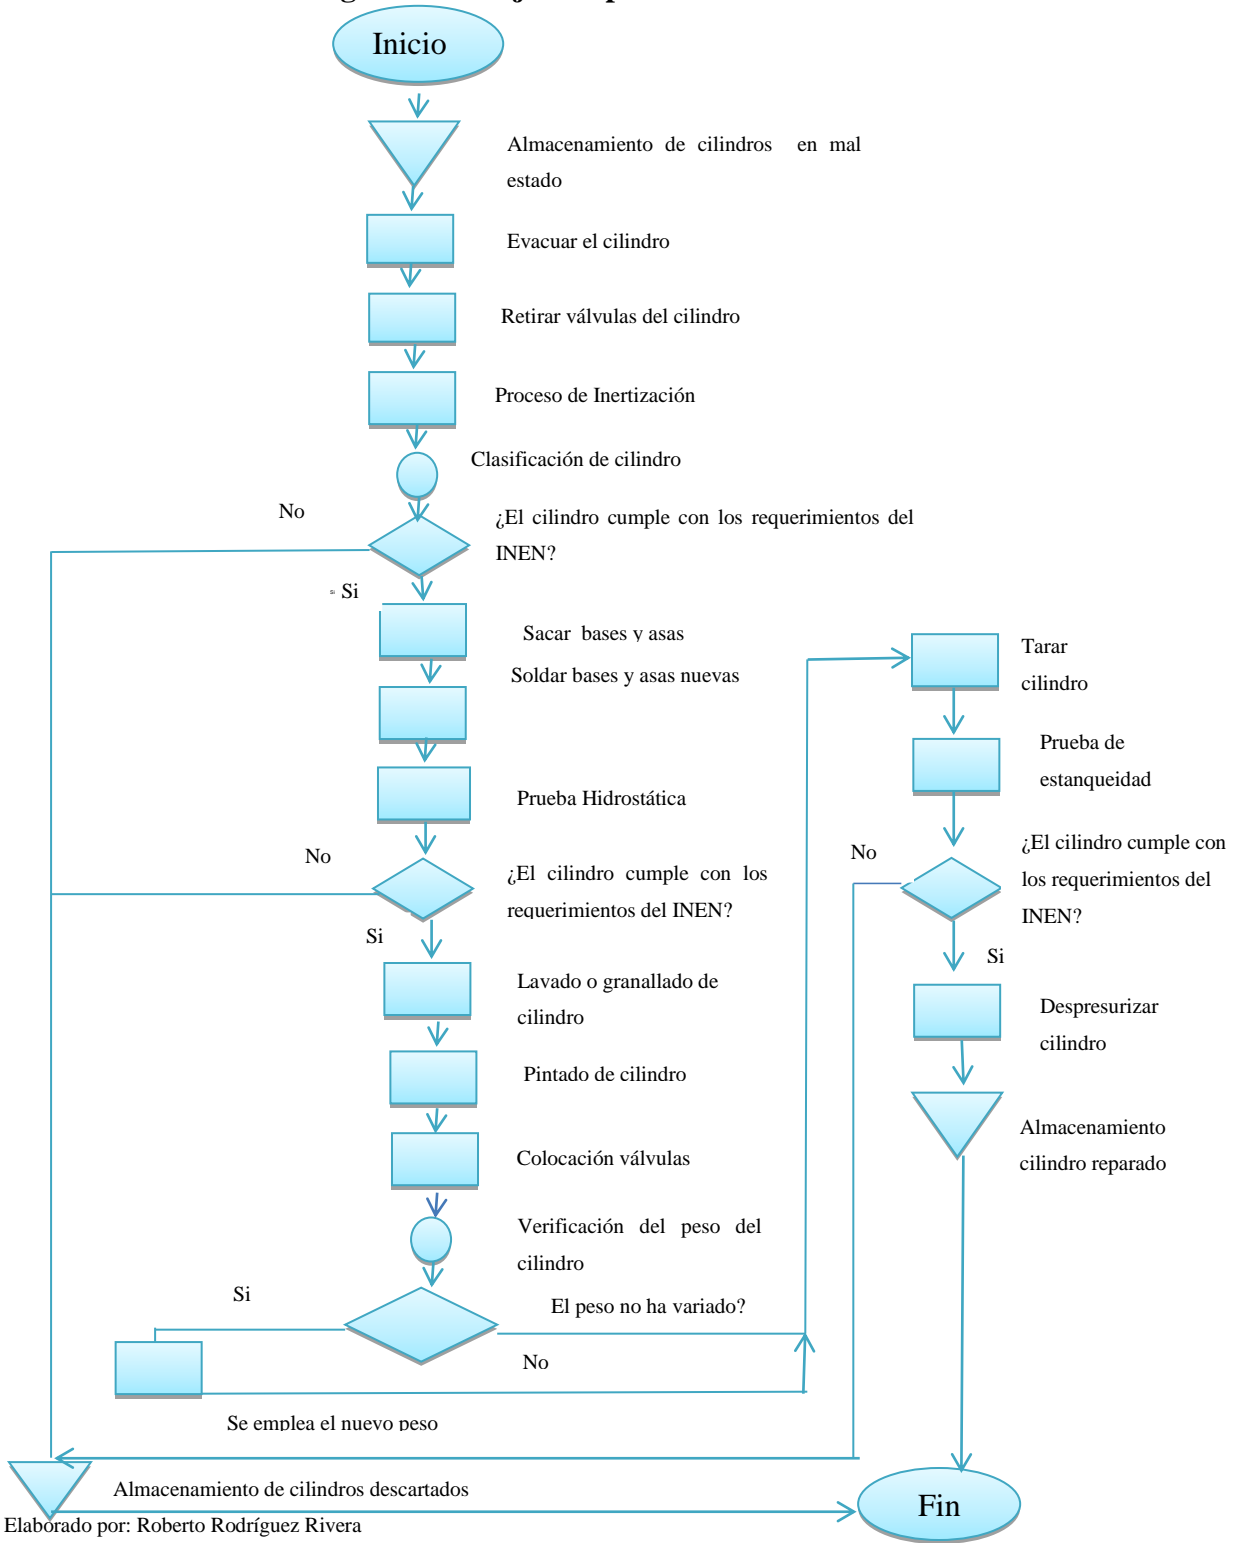 Inicio
Almacenamiento de cilindros en mal
estado
Evacuar el cilindro
Retirar válvulas del cilindro
Proceso de Inertización
Clasificación de cilindro
No
¿El cilindro cumple con los requerimientos del
INEN?
Si Si
Sacar bases y asas
Soldar bases y asas nuevas
Prueba Hidrostática
No
¿El cilindro cumple con los
requerimientos del INEN?
Si
Lavado o granallado de
cilindro
Pintado de cilindro
Colocación válvulas
Verificación del peso del
cilindro
Si
El peso no ha variado?
No
Se emplea el nuevo peso
Tarar
cilindro
Prueba de
estanqueidad
No
¿El cilindro cumple con
los requerimientos del
INEN?
Si
Despresurizar
cilindro
Almacenamiento
cilindro reparado
Almacenamiento de cilindros descartados
Fin
Elaborado por: Roberto Rodríguez Rivera